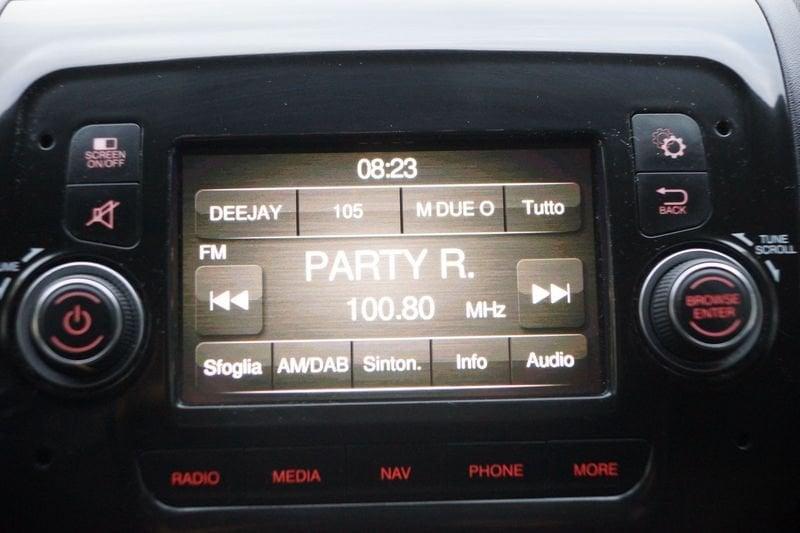 08:23
SCREEN
ON/OFF
DEEJAY 105 M DUE O Tutto
BACK
FM
PARTY R.
100.80 MHz
TUNE
SCROLL
BROWSE
ENTER
Sfoglia AM/DAB Sinton. Info Audio
RADIO MEDIA NAV PHONE MORE